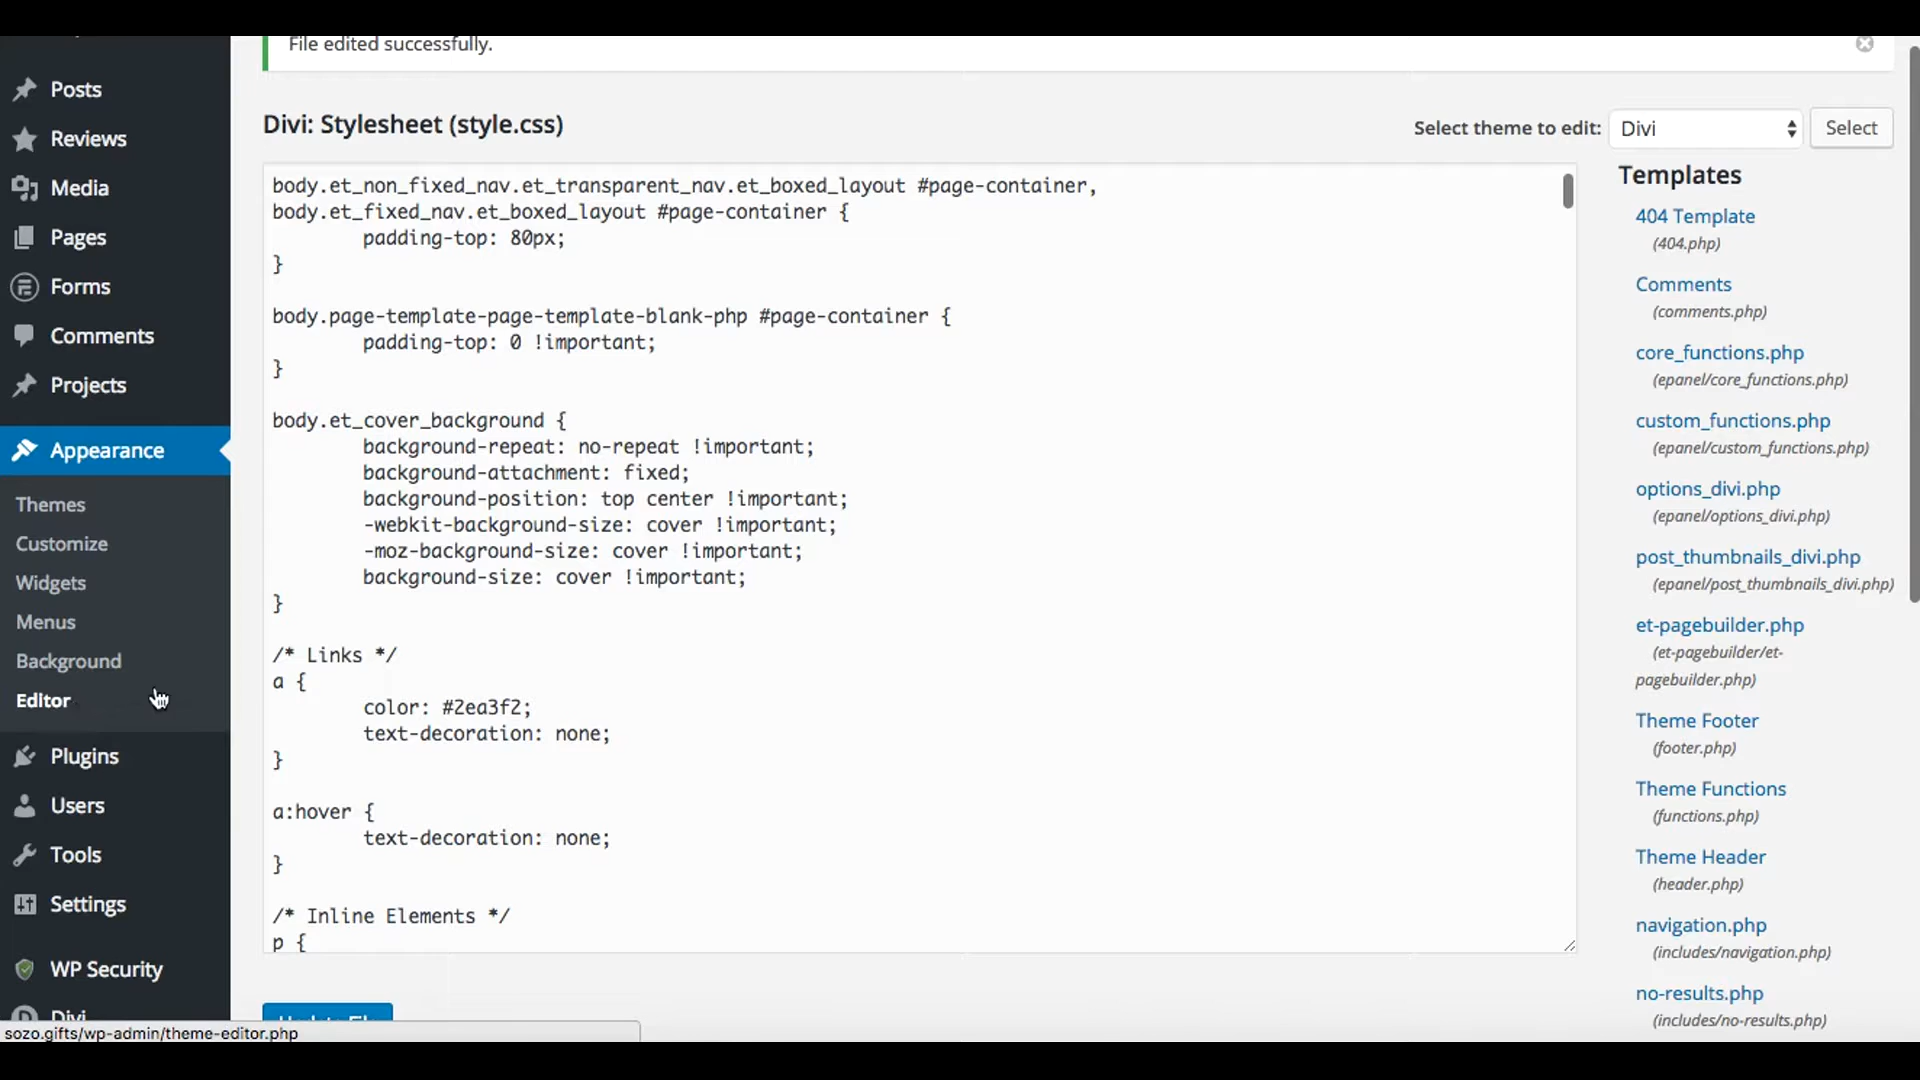 File edited successfully.
Posts
Reviews
Media
Pages
Forms
Comments
Projects
Appearance
Themes
Customize
Widgets
Menus
Background
Editor
Plugins
Users
Tools
Settings
WP Security
Divi
Divi: Stylesheet (style.css)
Select theme to edit: Divi Select
body.et_non_fixed_nav.et_transparent_nav.et_boxed_layout #page-container,
body.et_fixed_nav.et_boxed_layout #page-container {
padding-top: 80px;
}
body.page-template-page-template-blank-php #page-container {
padding-top: 0 !important;
}
body.et_cover_background {
background-repeat: no-repeat !important;
background-attachment: fixed;
background-position: top center !important;
-webkit-background-size: cover !important;
-moz-background-size: cover !important;
background-size: cover !important;
}
/* Links */
a {
color: #2ea3f2;
text-decoration: none;
}
a:hover {
text-decoration: none;
}
/* Inline Elements */
p {
Templates
404 Template
(404.php)
Comments
(comments.php)
core_functions.php
(epanel/core_functions.php)
custom_functions.php
(epanel/custom_functions.php)
options_divi.php
(epanel/options_divi.php)
post_thumbnails_divi.php
(epanel/post_thumbnails_divi.php)
et-pagebuilder.php
(et-pagebuilder/et-
pagebuilder.php)
Theme Footer
(footer.php)
Theme Functions
(functions.php)
Theme Header
(header.php)
navigation.php
(includes/navigation.php)
no-results.php
(includes/no-results.php)
sozo.gifts/wp-admin/theme-editor.php